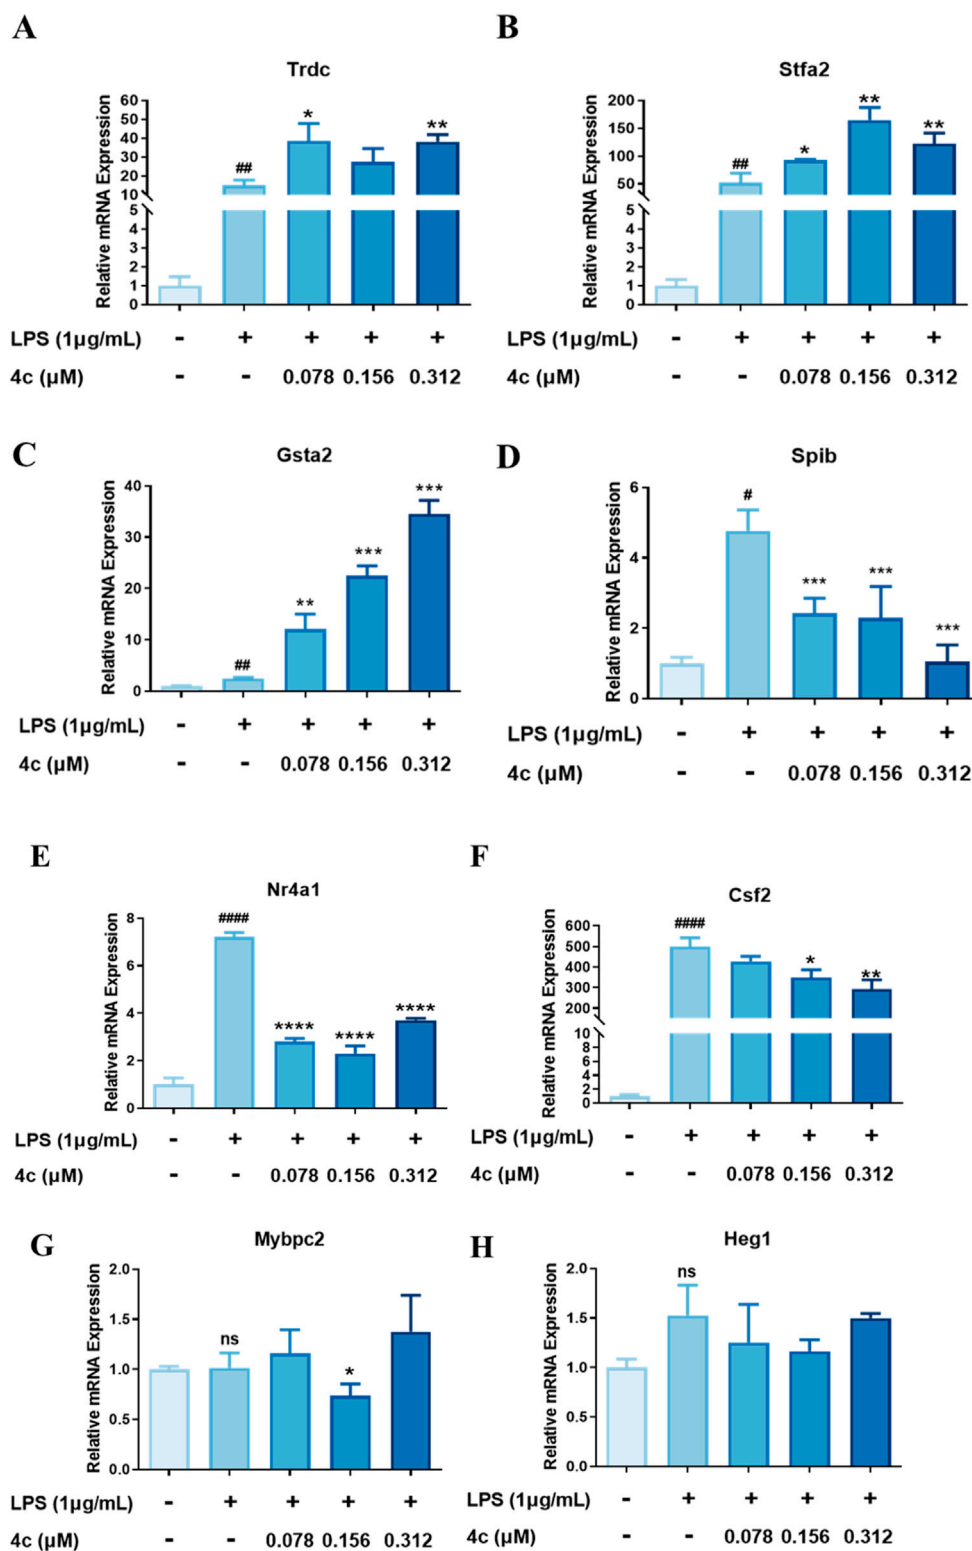 A
Trdc
Relative mRNA Expression
60
50
40
30
20
10
5
4
3
2
1
0
##
*
**
LPS (1µg/mL) - + + + +
4c (µM) - - 0.078 0.156 0.312
B
Stfa2
Relative mRNA Expression
200
150
100
50
5
4
3
2
1
0
##
*
**
**
LPS (1µg/mL) - + + + +
4c (µM) - - 0.078 0.156 0.312
C
Gsta2
Relative mRNA Expression
40
30
20
10
0
##
**
***
***
LPS (1µg/mL) - + + + +
4c (µM) - - 0.078 0.156 0.312
D
Spib
Relative mRNA Expression
6
4
2
0
#
***
***
***
LPS (1µg/mL) - + + + +
4c (µM) - - 0.078 0.156 0.312
E
Nr4a1
Relative mRNA Expression
8
6
4
2
0
####
****
****
****
LPS (1µg/mL) - + + + +
4c (µM) - - 0.078 0.156 0.312
F
Csf2
Relative mRNA Expression
600
500
400
300
200
100
10
8
6
4
2
0
####
*
**
LPS (1µg/mL) - + + + +
4c (µM) - - 0.078 0.156 0.312
G
Mybpc2
Relative mRNA Expression
2.0
1.5
1.0
0.5
0.0
ns
*
LPS (1µg/mL) - + + + +
4c (µM) - - 0.078 0.156 0.312
H
Heg1
Relative mRNA Expression
2.0
1.5
1.0
0.5
0.0
ns
LPS (1µg/mL) - + + + +
4c (µM) - - 0.078 0.156 0.312